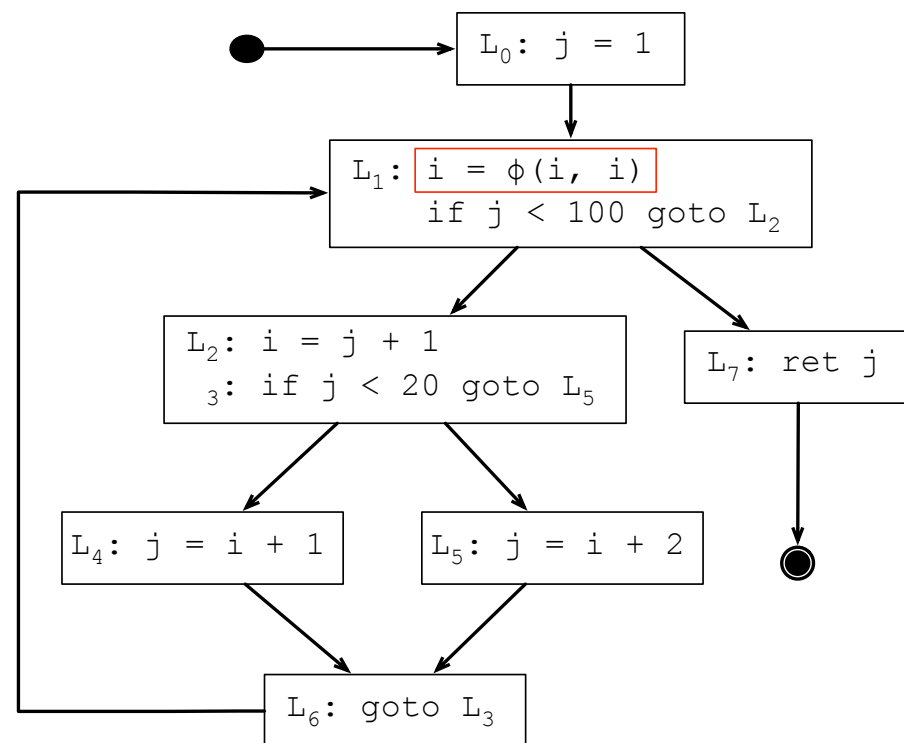 L₀: j = 1
L₁: i = ϕ(i, i)
if j < 100 goto L₂
L₂: i = j + 1
₃: if j < 20 goto L₅
L₇: ret j
L₄: j = i + 1
L₅: j = i + 2
L₆: goto L₃